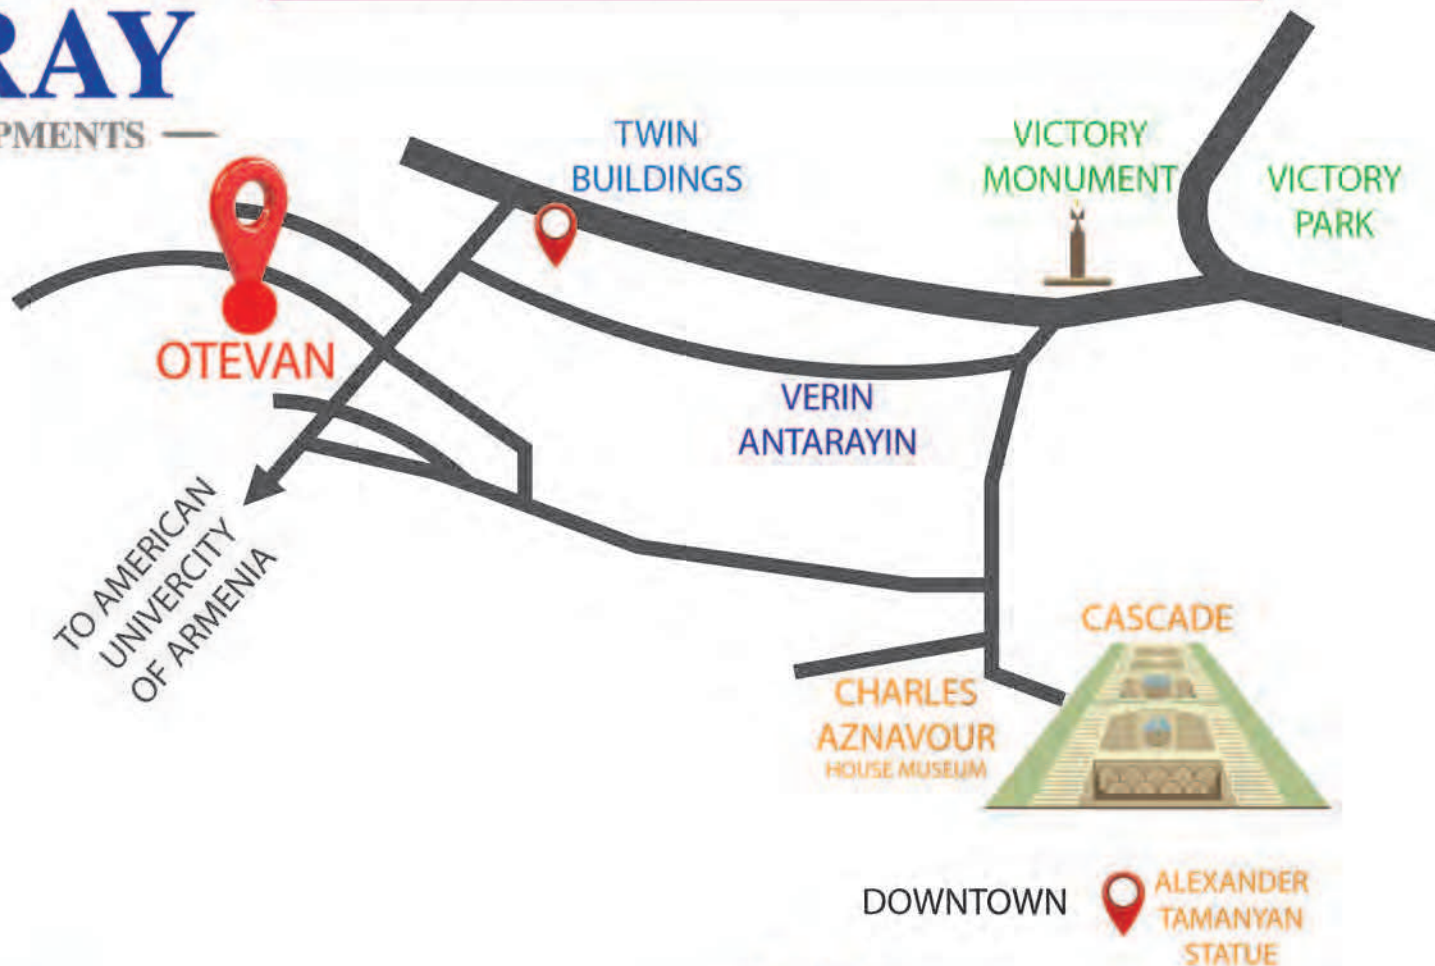 RAY
PMENTS
TWIN
BUILDINGS
VICTORY
MONUMENT
VICTORY
PARK
OTEVAN
VERIN
ANTARAYIN
TO AMERICAN
UNIVERCITY
OF ARMENIA
CASCADE
CHARLES
AZNAVOUR
HOUSE MUSEUM
DOWNTOWN
ALEXANDER
TAMANYAN
STATUE